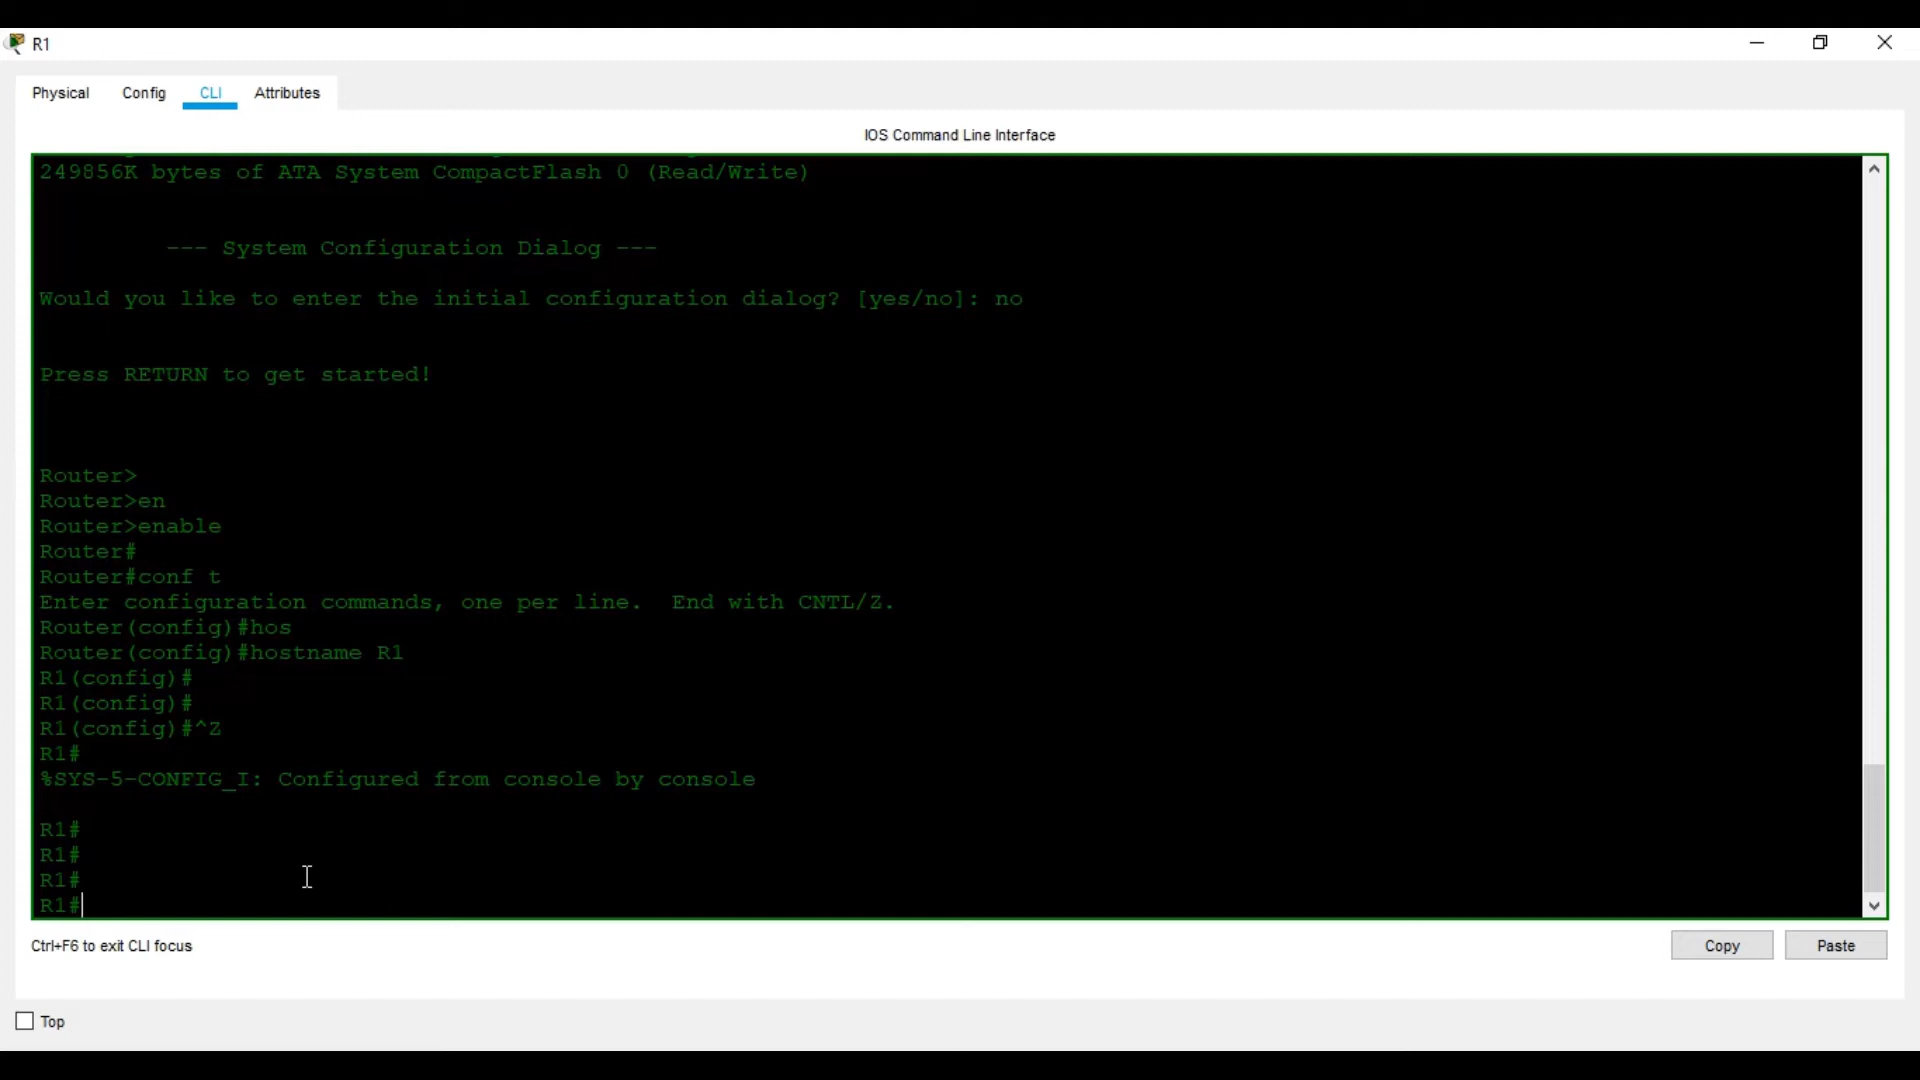 R1
Physical Config CLI Attributes
IOS Command Line Interface
249856K bytes of ATA System CompactFlash 0 (Read/Write)
--- System Configuration Dialog ---
Would you like to enter the initial configuration dialog? [yes/no]: no
Press RETURN to get started!
Router>
Router>en
Router>enable
Router#
Router#conf t
Enter configuration commands, one per line.  End with CNTL/Z.
Router(config)#hos
Router(config)#hostname R1
R1(config)#
R1(config)#
R1(config)#^Z
R1#
%SYS-5-CONFIG_I: Configured from console by console
R1#
R1#
R1#
R1#
Ctrl+F6 to exit CLI focus
Copy Paste
Top